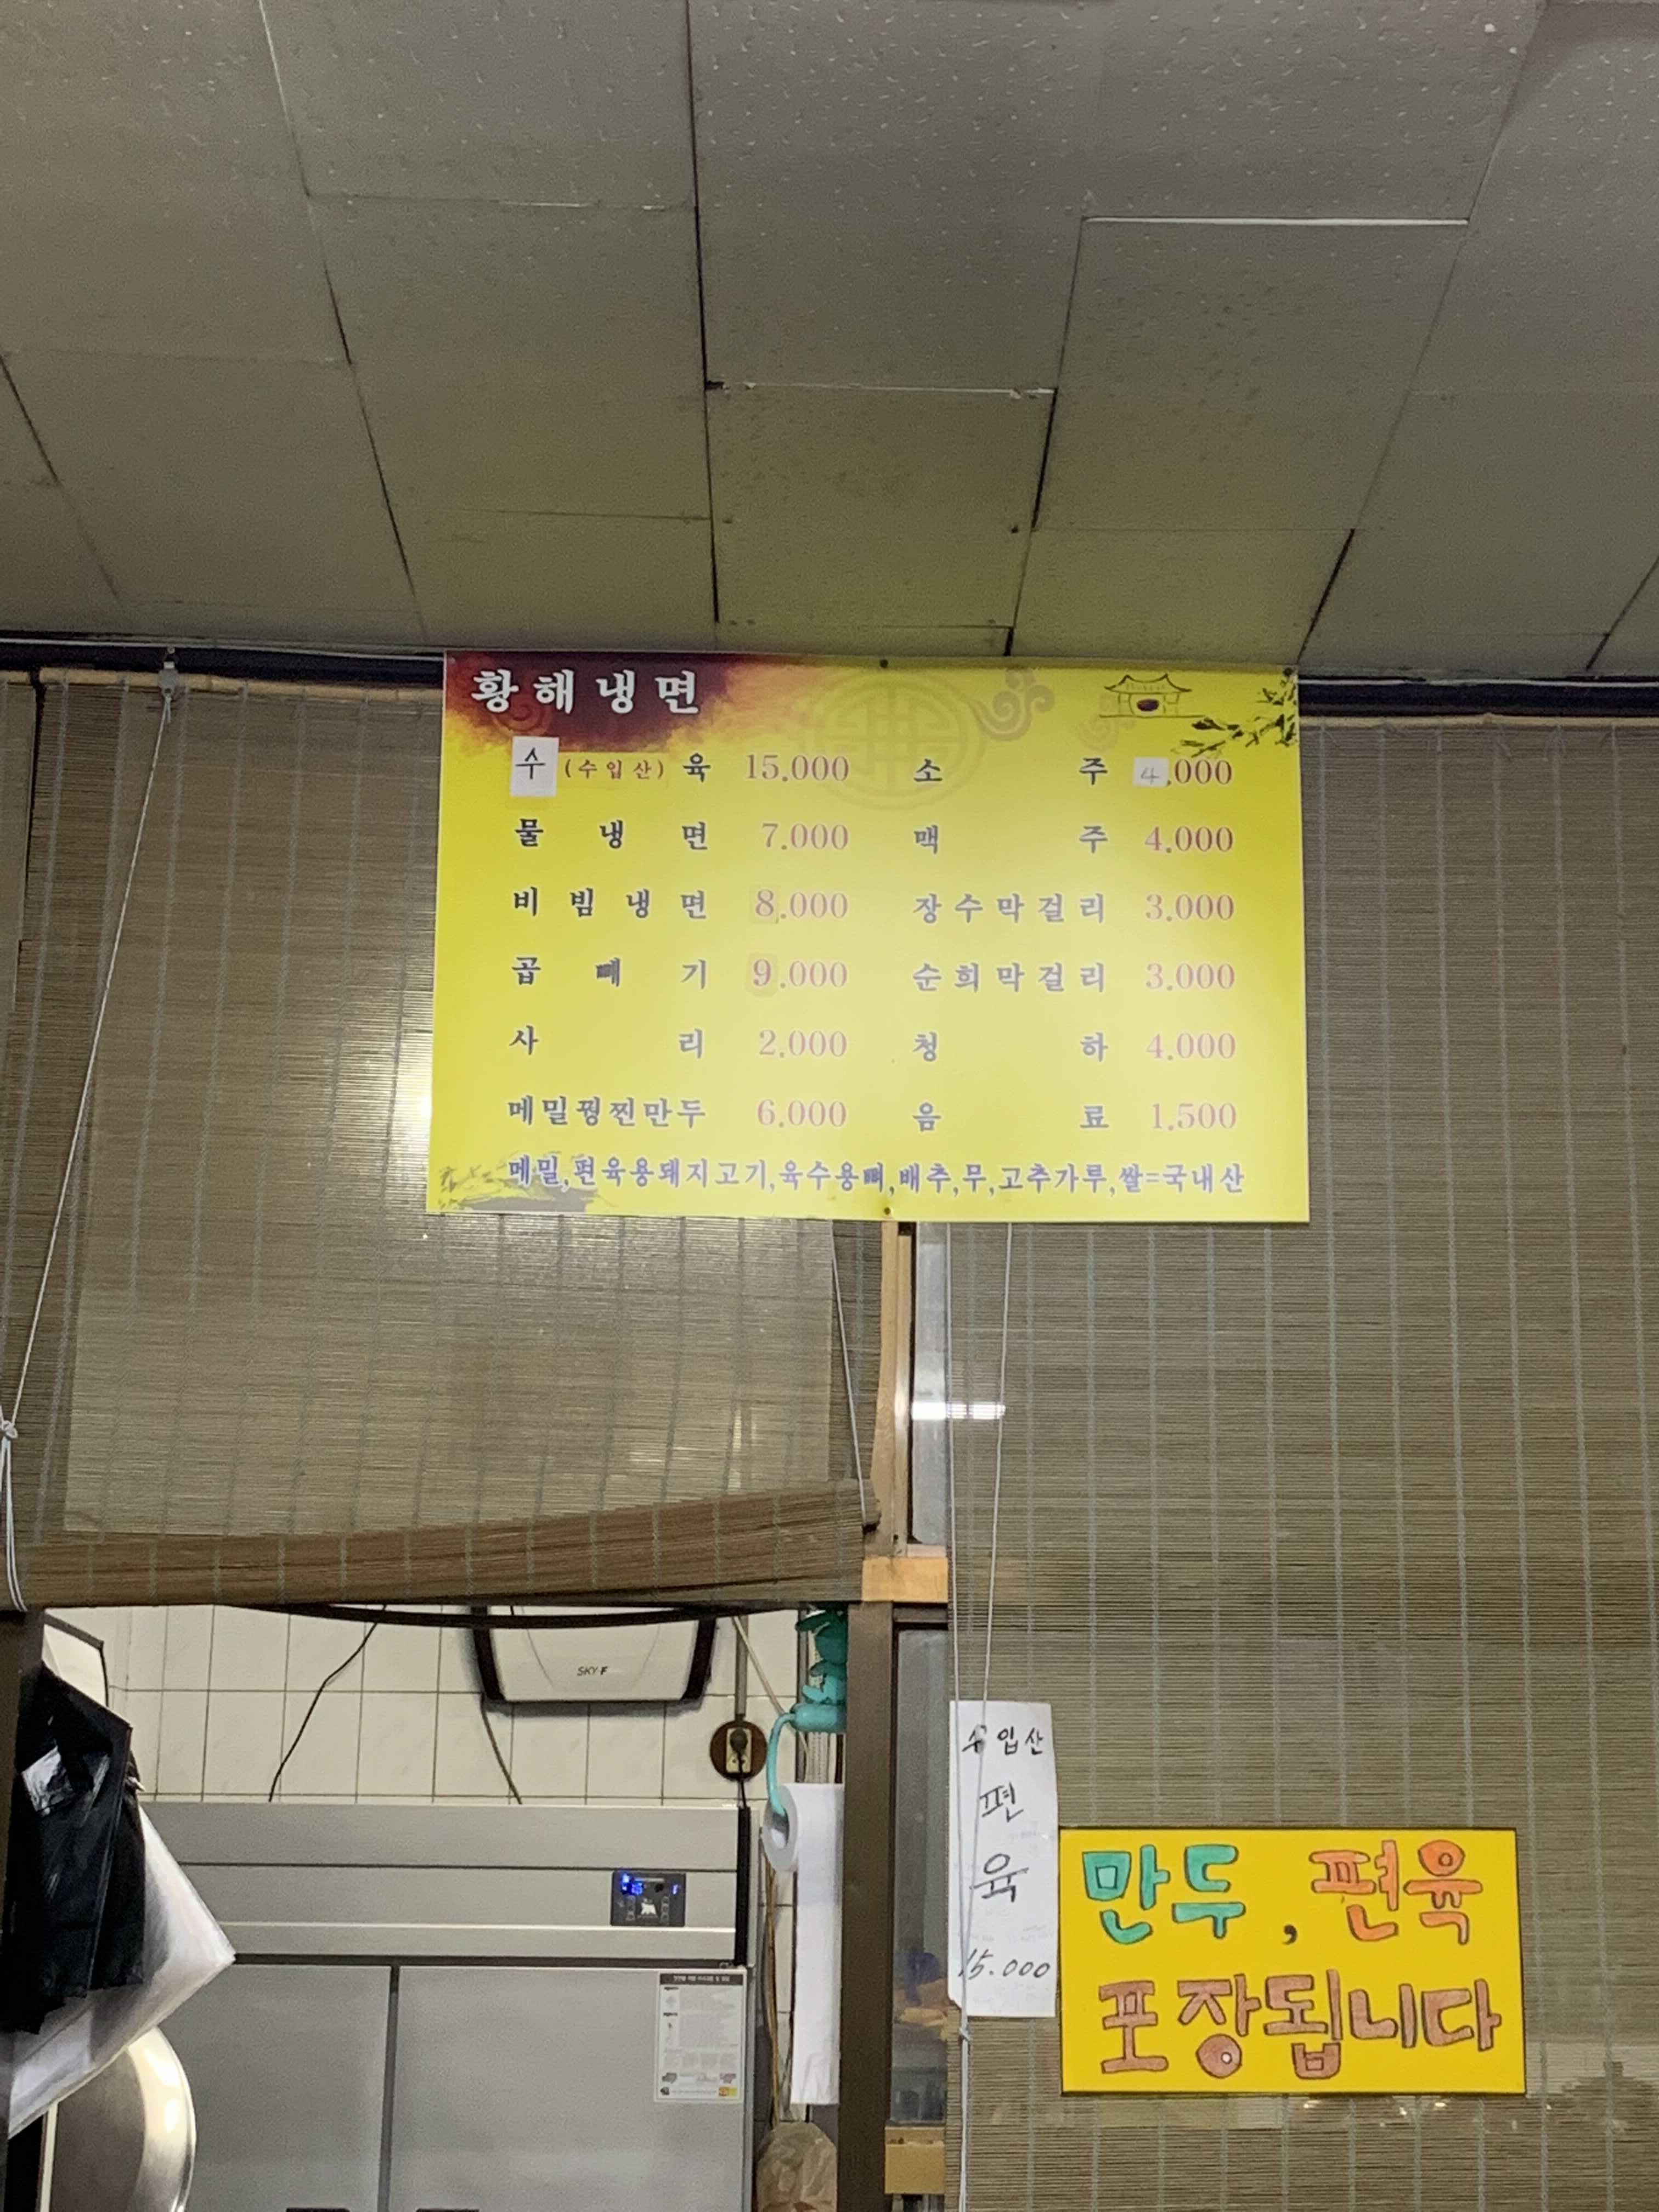 황해냉면
수(수입산)육 15.000 소주 4.000
물냉면 7.000 맥주 4.000
비빔냉면 8.000 장수막걸리 3.000
곱빼기 9.000 순희막걸리 3.000
사리 2.000 청하 4.000
메밀꿩찐만두 6.000 음료 1.500
메밀,편육용돼지고기,육수용뼈,배추,무,고추가루,쌀=국내산
SKY-F
수입산
편
육
15.000
만두, 편육
포장됩니다